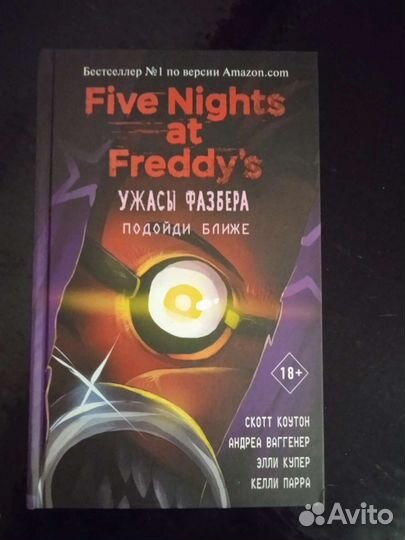 Бестселлер №1 по версии Amazon.com
Five Nights
at
Freddy's
УЖАСЫ ФАЗБЕРА
ПОДОЙДИ БЛИЖЕ
18+
СКОТТ КОУТОН
АНДРЕА ВАГГЕНЕР
ЭЛЛИ КУПЕР
КЕЛЛИ ПАРРА
Avito